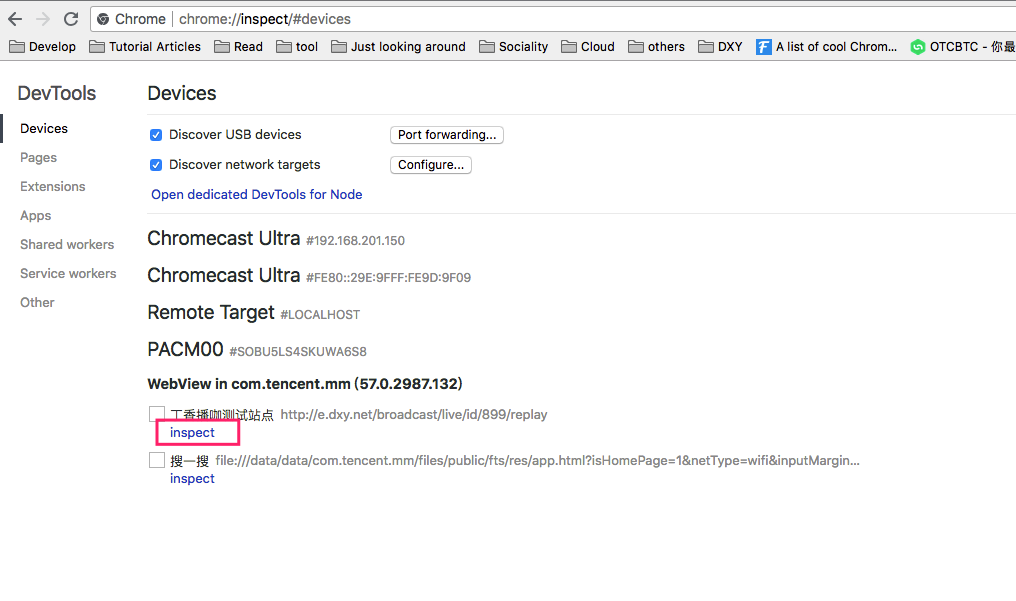 Chrome chrome://inspect/#devices
Develop Tutorial Articles Read tool Just looking around Sociality Cloud others DXY A list of cool Chrom... OTCBTC - 你最
DevTools
Devices
Pages
Extensions
Apps
Shared workers
Service workers
Other
Devices
Discover USB devices Port forwarding...
Discover network targets Configure...
Open dedicated DevTools for Node
Chromecast Ultra #192.168.201.150
Chromecast Ultra #FE80::29E:9FFF:FE9D:9F09
Remote Target #LOCALHOST
PACM00 #SOBU5LS4SKUWA6S8
WebView in com.tencent.mm (57.0.2987.132)
丁香播咖测试站点 http://e.dxy.net/broadcast/live/id/899/replay
inspect
搜一搜 file:///data/data/com.tencent.mm/files/public/fts/res/app.html?isHomePage=1&netType=wifi&inputMargin...
inspect